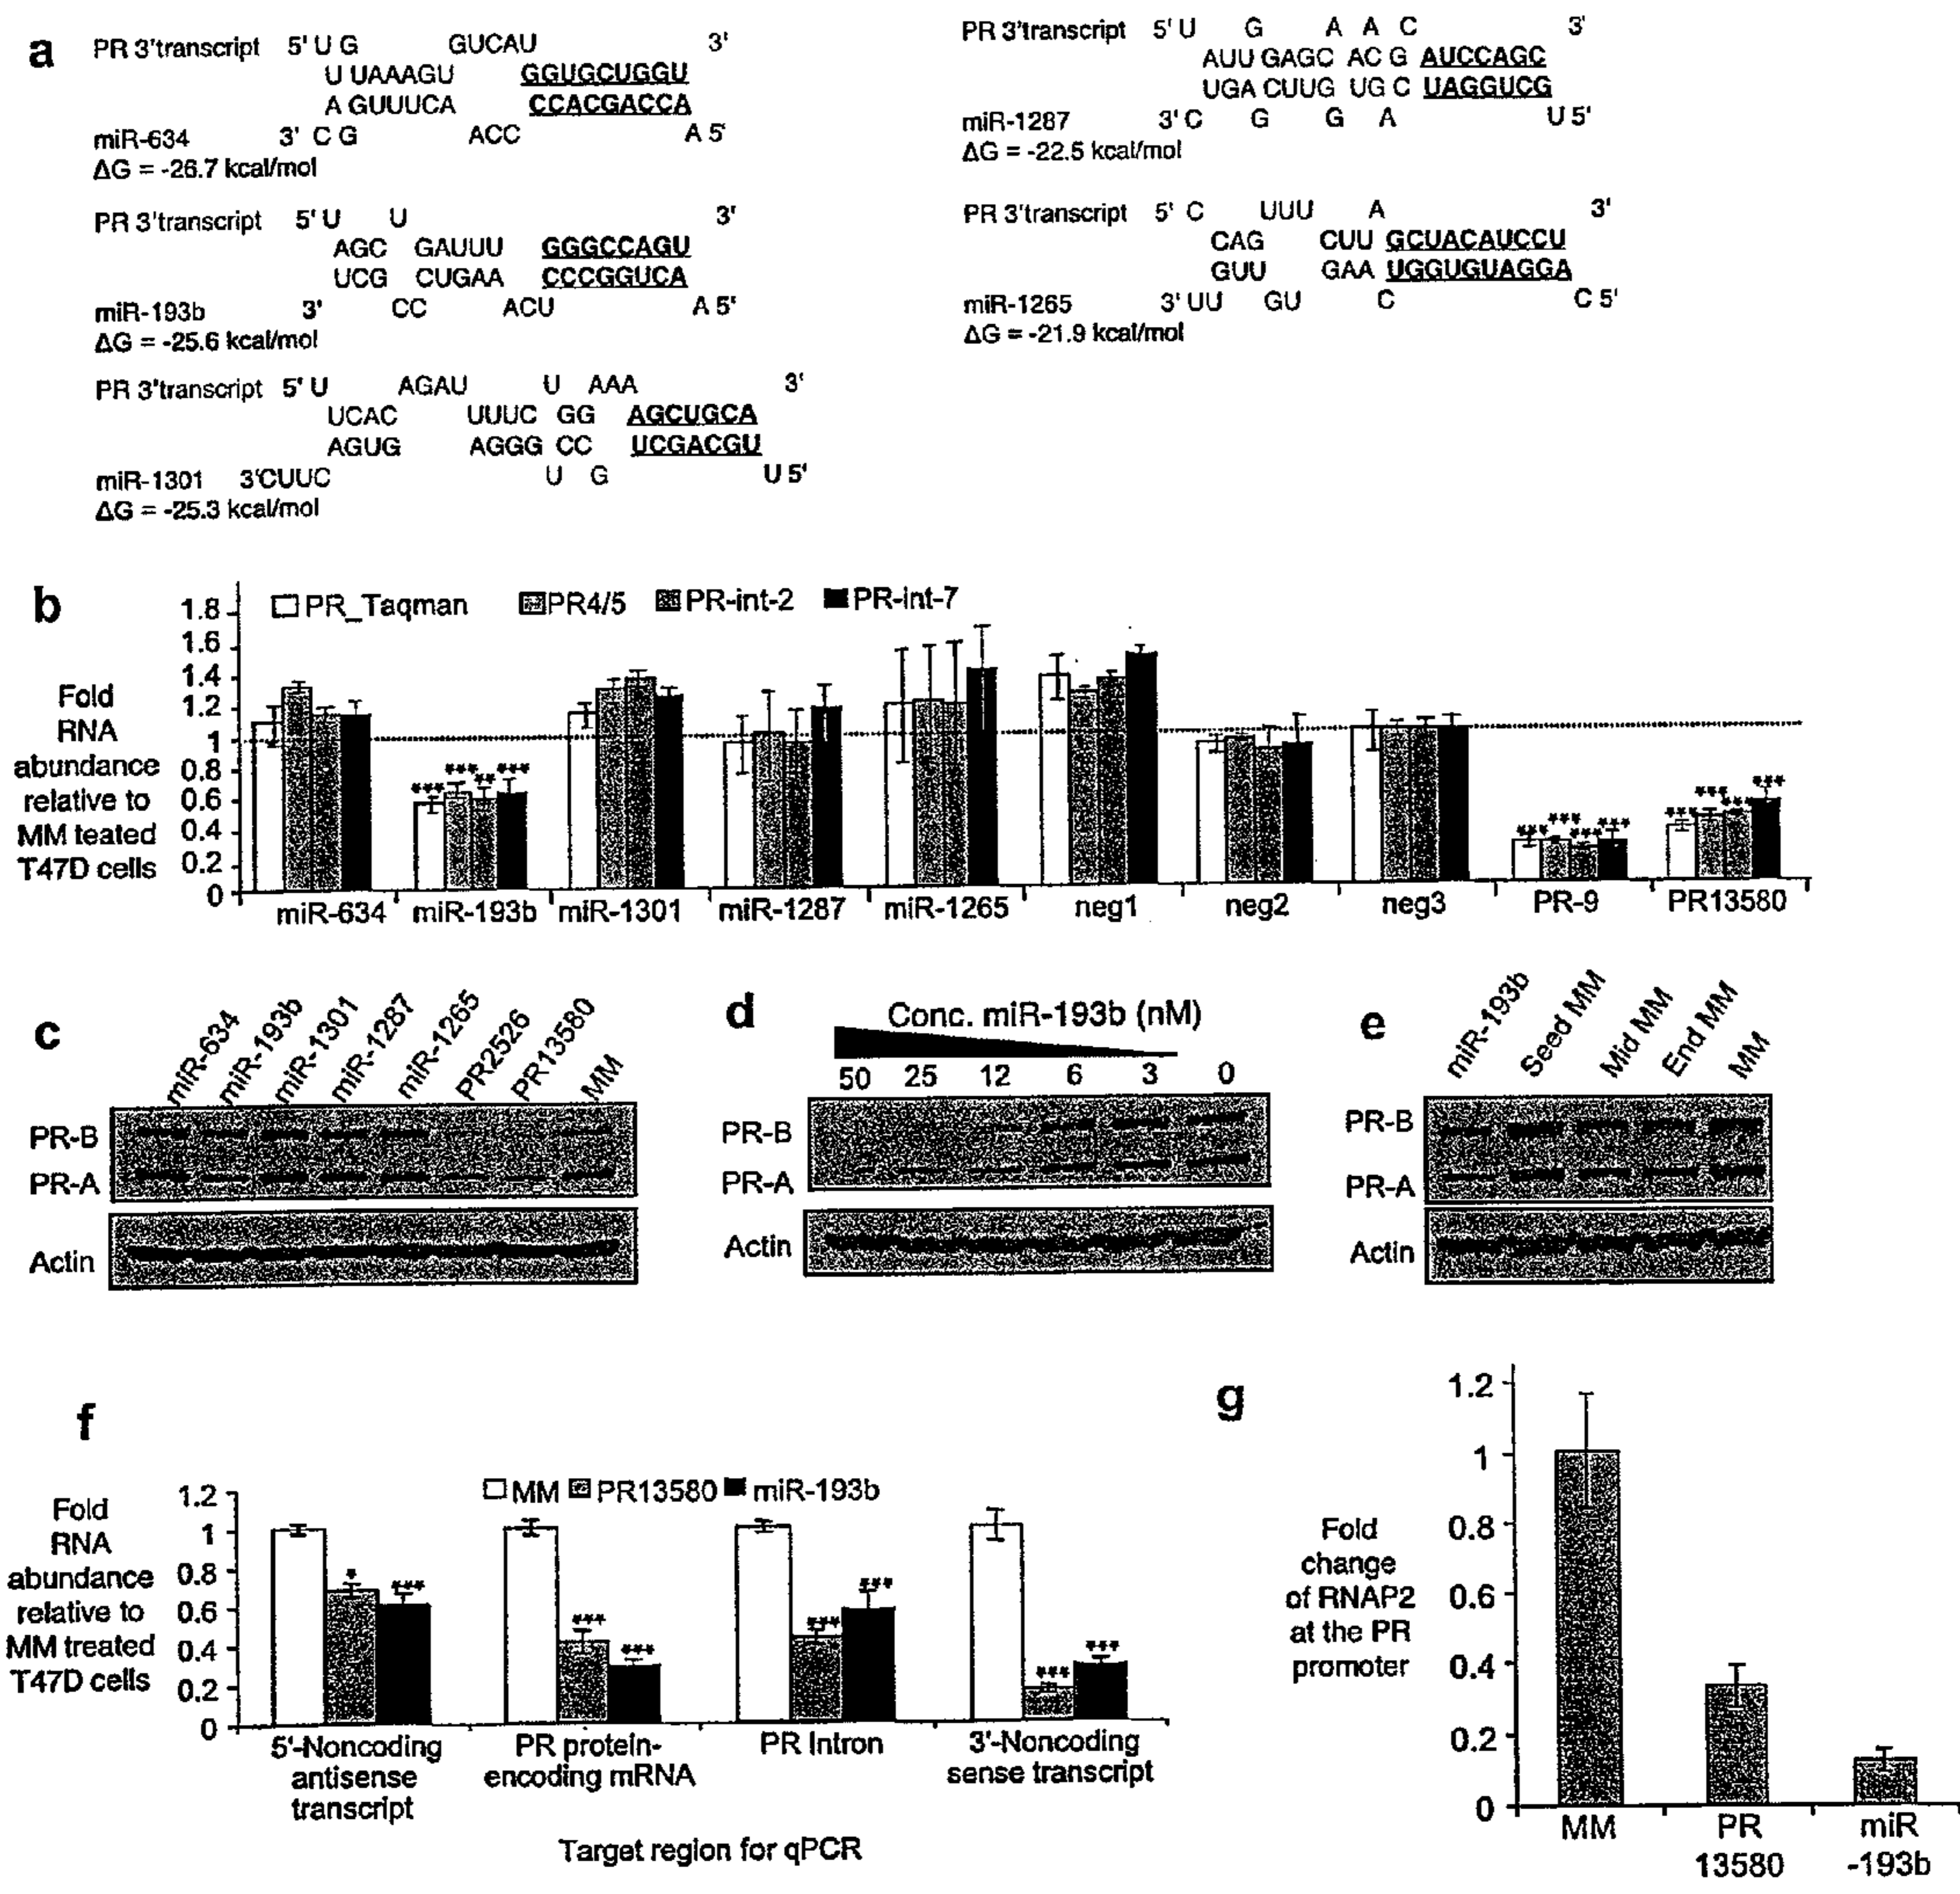 a
PR 3'transcript 5' U G GUCAU 3'
U UAAAGU GGUGCUGGU
A GUUUCA CCACGACCA
miR-634 3' C G ACC A 5'
ΔG = -26.7 kcal/mol
PR 3'transcript 5' U U 3'
AGC GAUUU GGGCCAGU
UCG CUGAA CCCGGUCA
miR-193b 3' CC ACU A 5'
ΔG = -25.6 kcal/mol
PR 3'transcript 5' U AGAU U AAA 3'
UCAC UUUC GG AGCUGCA
AGUG AGGG CC UCGACGU
miR-1301 3'CUUC U G U 5'
ΔG = -25.3 kcal/mol
PR 3'transcript 5' U G A A C 3'
AUU GAGC AC G AUCCAGC
UGA CUUG UG C UAGGUCG
miR-1287 3' C G G A U 5'
ΔG = -22.5 kcal/mol
PR 3'transcript 5' C UUU A 3'
CAG CUU GCUACAUCCU
GUU GAA UGGUGUAGGA
miR-1265 3' UU GU C C 5'
ΔG = -21.9 kcal/mol
b
PR_Taqman PR4/5 PR-int-2 PR-int-7
Fold
RNA
abundance
relative to
MM teated
T47D cells
1.8
1.6
1.4
1.2
1
0.8
0.6
0.4
0.2
0
*** *** ** ***
*** *** *** ***
*** *** *** ***
miR-634 miR-193b miR-1301 miR-1287 miR-1265 neg1 neg2 neg3 PR-9 PR13580
c
miR-634 miR-193b miR-1301 miR-1287 miR-1265 PR2526 PR13580 MM
PR-B
PR-A
Actin
d
Conc. miR-193b (nM)
50 25 12 6 3 0
PR-B
PR-A
Actin
e
miR-193b Seed MM Mid MM End MM MM
PR-B
PR-A
Actin
f
MM PR13580 miR-193b
Fold
RNA
abundance
relative to
MM treated
T47D cells
1.2
1
0.8
0.6
0.4
0.2
0
* *** *** *** *** *** *** ***
5'-Noncoding
antisense
transcript
PR protein-
encoding mRNA
PR Intron
3'-Noncoding
sense transcript
Target region for qPCR
g
Fold
change
of RNAP2
at the PR
promoter
1.2
1
0.8
0.6
0.4
0.2
0
MM
PR
13580
miR
-193b